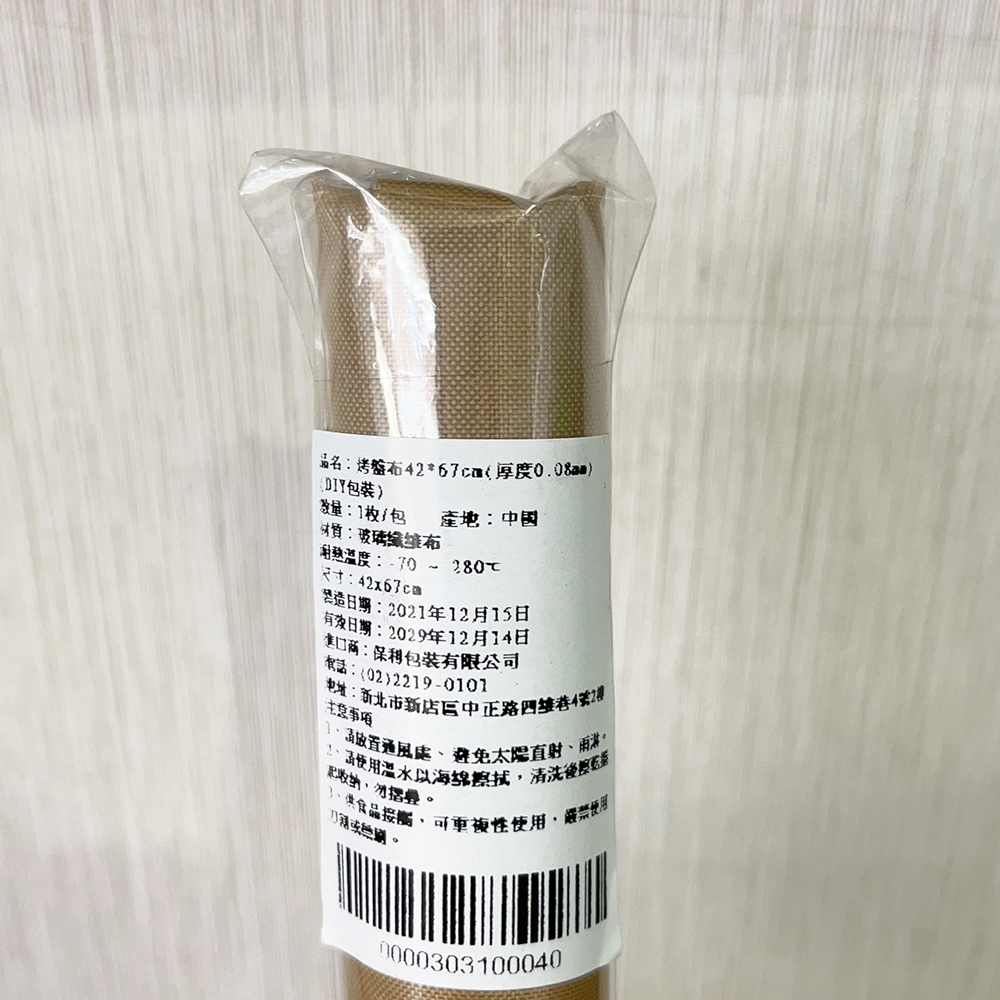 品名：烤盤布42*67cm(厚度0.08mm)
(DIY包裝)
數量：1枚/包 產地：中國
材質：玻璃纖維布
耐熱溫度：-70 ~ 280℃
尺寸：42x67cm
製造日期：2021年12月15日
有效日期：2029年12月14日
進口商：保利包裝有限公司
電話：(02)2219-0101
地址：新北市新店區中正路四維巷4號2樓
注意事項
1、請放置通風處、避免太陽直射、雨淋。
2、請使用溫水以海綿擦拭，清洗後擦乾捲
起收納，勿摺疊。
3、供食品接觸，可重複性使用，嚴禁使用
刀割或鋼刷。
0000303100040